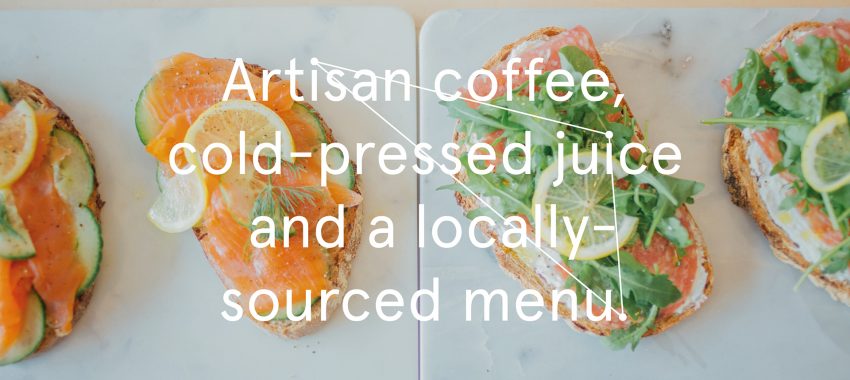 Artisan coffee,
cold-pressed juice
and a locally-
sourced menu.